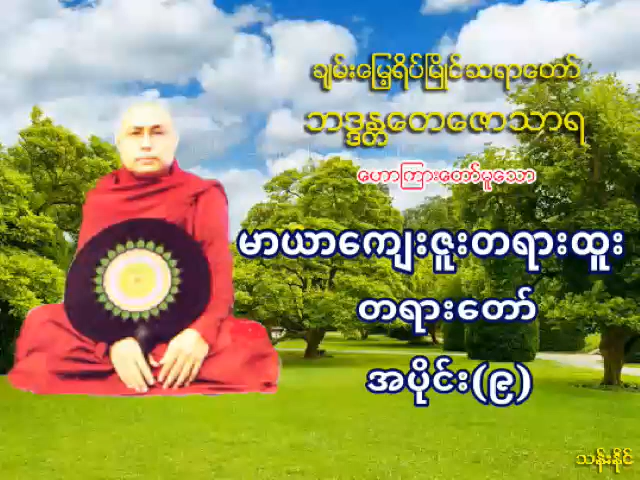 ချမ်းမြေ့ရိပ်မြိုင်ဆရာတော်
ဘဒ္ဒန္တတေဇောသာရ
ဟောကြားတော်မူသော
မာယာကျေးဇူးတရားထူး
တရားတော်
အပိုင်း(၉)
သန်းနိုင်